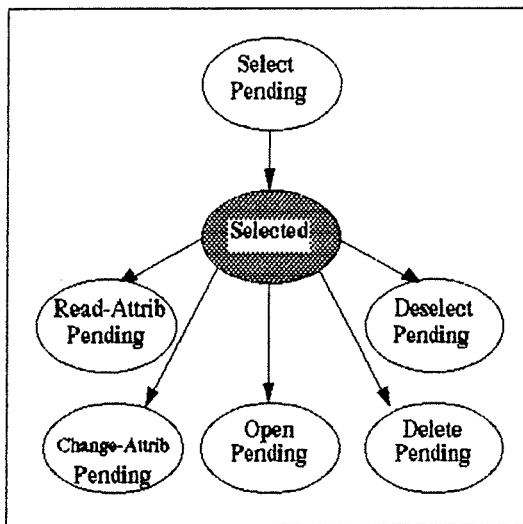 Select
Pending
Selected
Read-Attrib
Pending
Deselect
Pending
Change-Attrib
Pending
Open
Pending
Delete
Pending